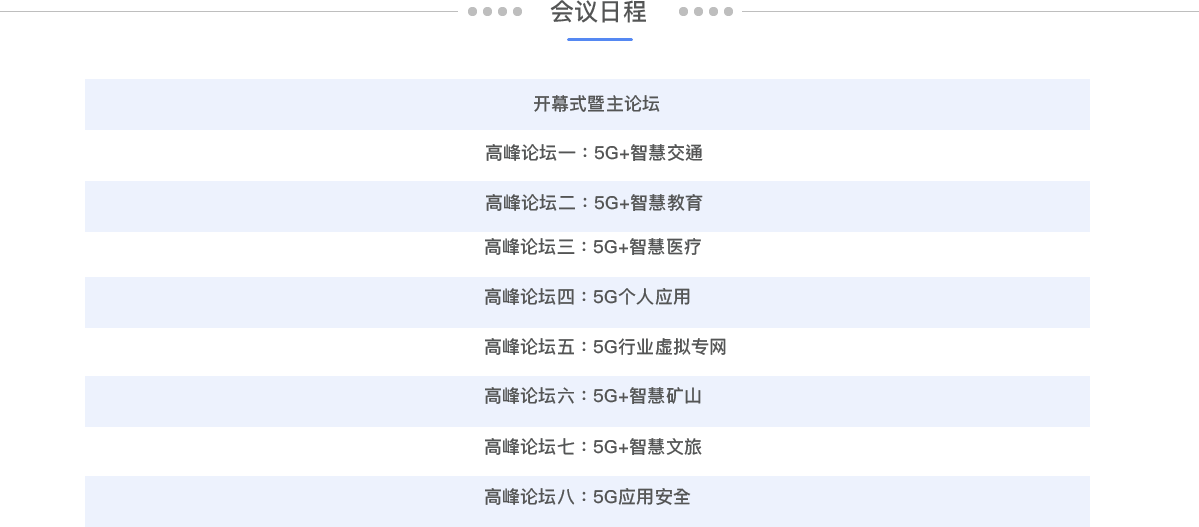 会议日程
开幕式暨主论坛
高峰论坛一：5G+智慧交通
高峰论坛二：5G+智慧教育
高峰论坛三：5G+智慧医疗
高峰论坛四：5G个人应用
高峰论坛五：5G行业虚拟专网
高峰论坛六：5G+智慧矿山
高峰论坛七：5G+智慧文旅
高峰论坛八：5G应用安全